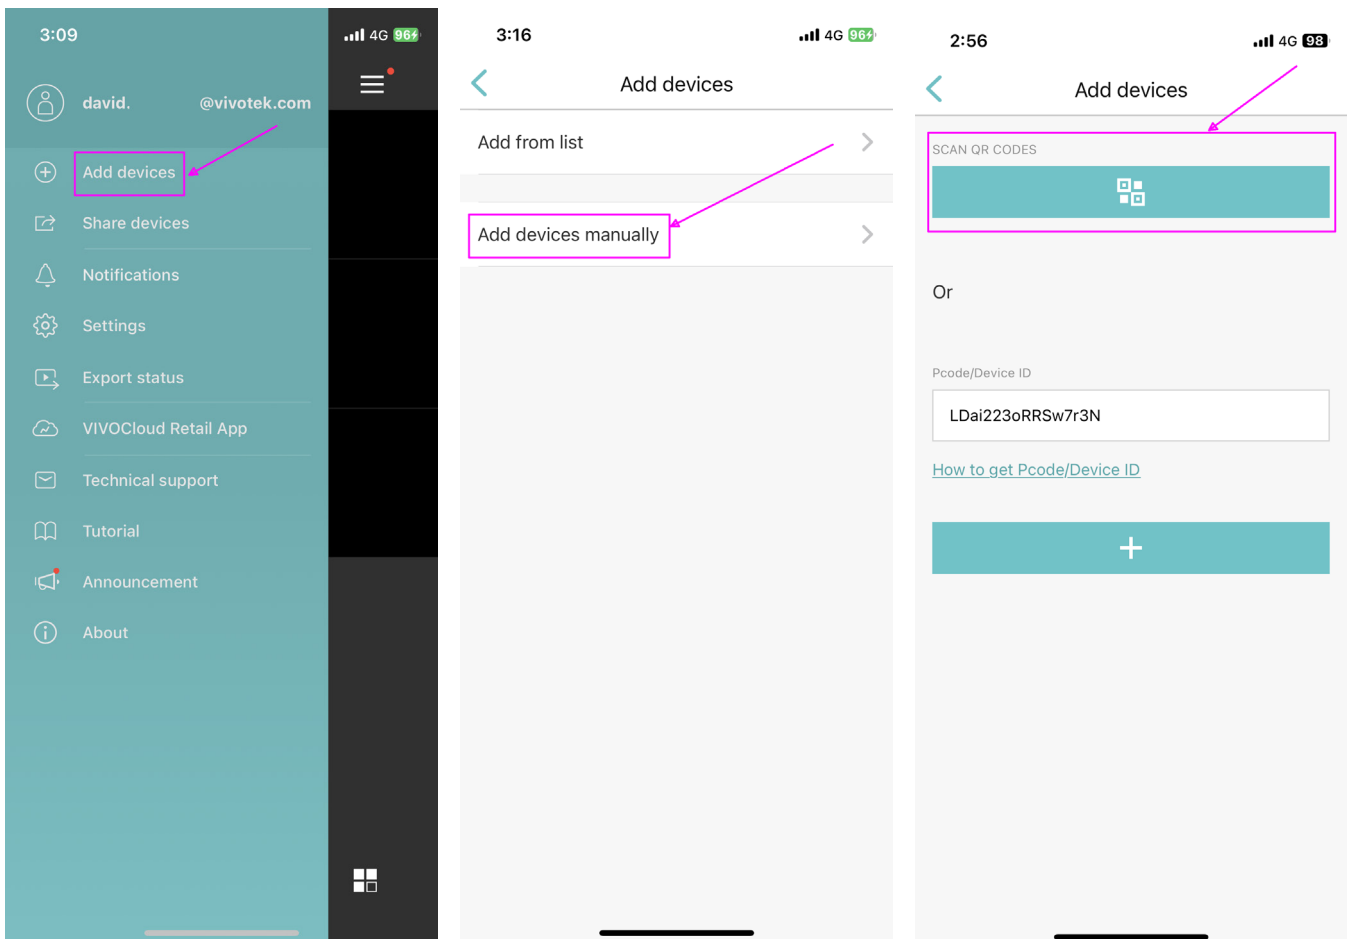 3:09
4G 96
david. @vivotek.com
Add devices
Share devices
Notifications
Settings
Export status
VIVOCloud Retail App
Technical support
Tutorial
Announcement
About
3:16
4G 96
Add devices
Add from list
Add devices manually
2:56
4G 98
Add devices
SCAN QR CODES
Or
Pcode/Device ID
LDai223oRRSw7r3N
How to get Pcode/Device ID